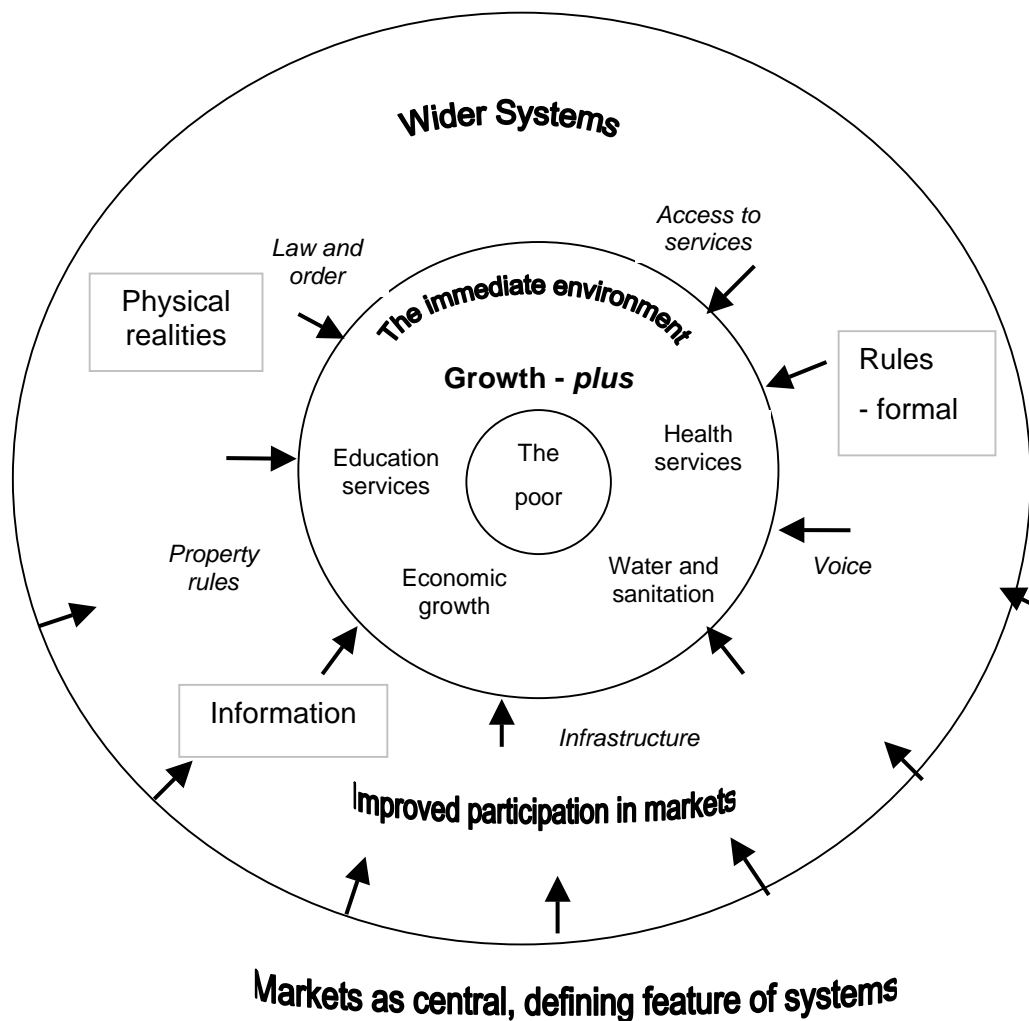 Wider Systems
Access to
services
Law and
order
The immediate environment
Physical
realities
Rules
- formal
Growth - plus
The
poor
Health
services
Education
services
Property
rules
Voice
Economic
growth
Water and
sanitation
Information
Infrastructure
Improved participation in markets
Markets as central, defining feature of systems